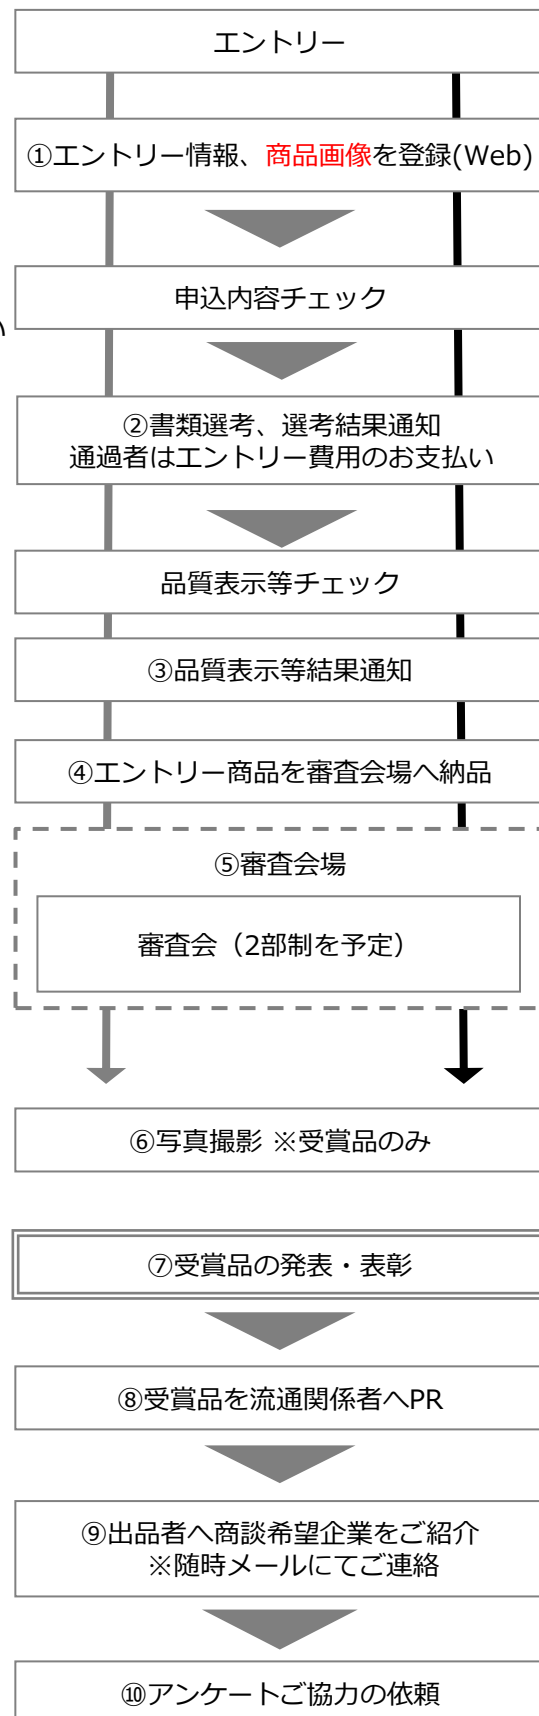 エントリー
①エントリー情報、商品画像を登録(Web)
申込内容チェック
②書類選考、選考結果通知
通過者はエントリー費用のお支払い
品質表示等チェック
③品質表示等結果通知
④エントリー商品を審査会場へ納品
⑤審査会場
審査会（2部制を予定）
⑥写真撮影 ※受賞品のみ
⑦受賞品の発表・表彰
⑧受賞品を流通関係者へPR
⑨出品者へ商談希望企業をご紹介
※随時メールにてご連絡
⑩アンケートご協力の依頼